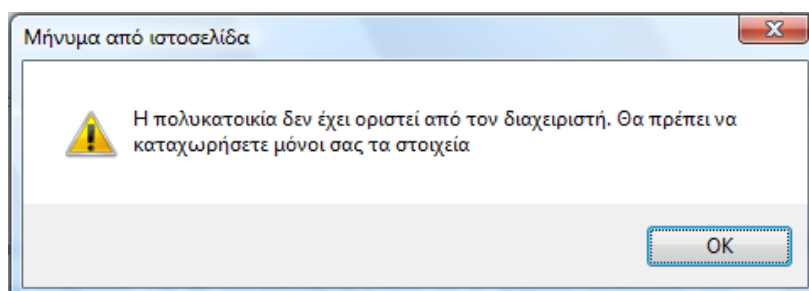 Μήνυμα από ιστοσελίδα
Η πολυκατοικία δεν έχει οριστεί από τον διαχειριστή. Θα πρέπει να
καταχωρήσετε μόνοι σας τα στοιχεία
OK